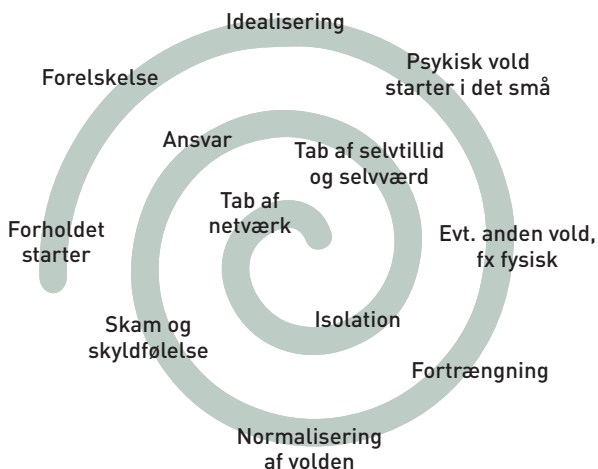 Forholdet
starter
Forelskelse
Idealisering
Psykisk vold
starter i det små
Evt. anden vold,
fx fysisk
Fortrængning
Normalisering
af volden
Skam og
skyldfølelse
Ansvar
Tab af selvtillid
og selvværd
Isolation
Tab af
netværk